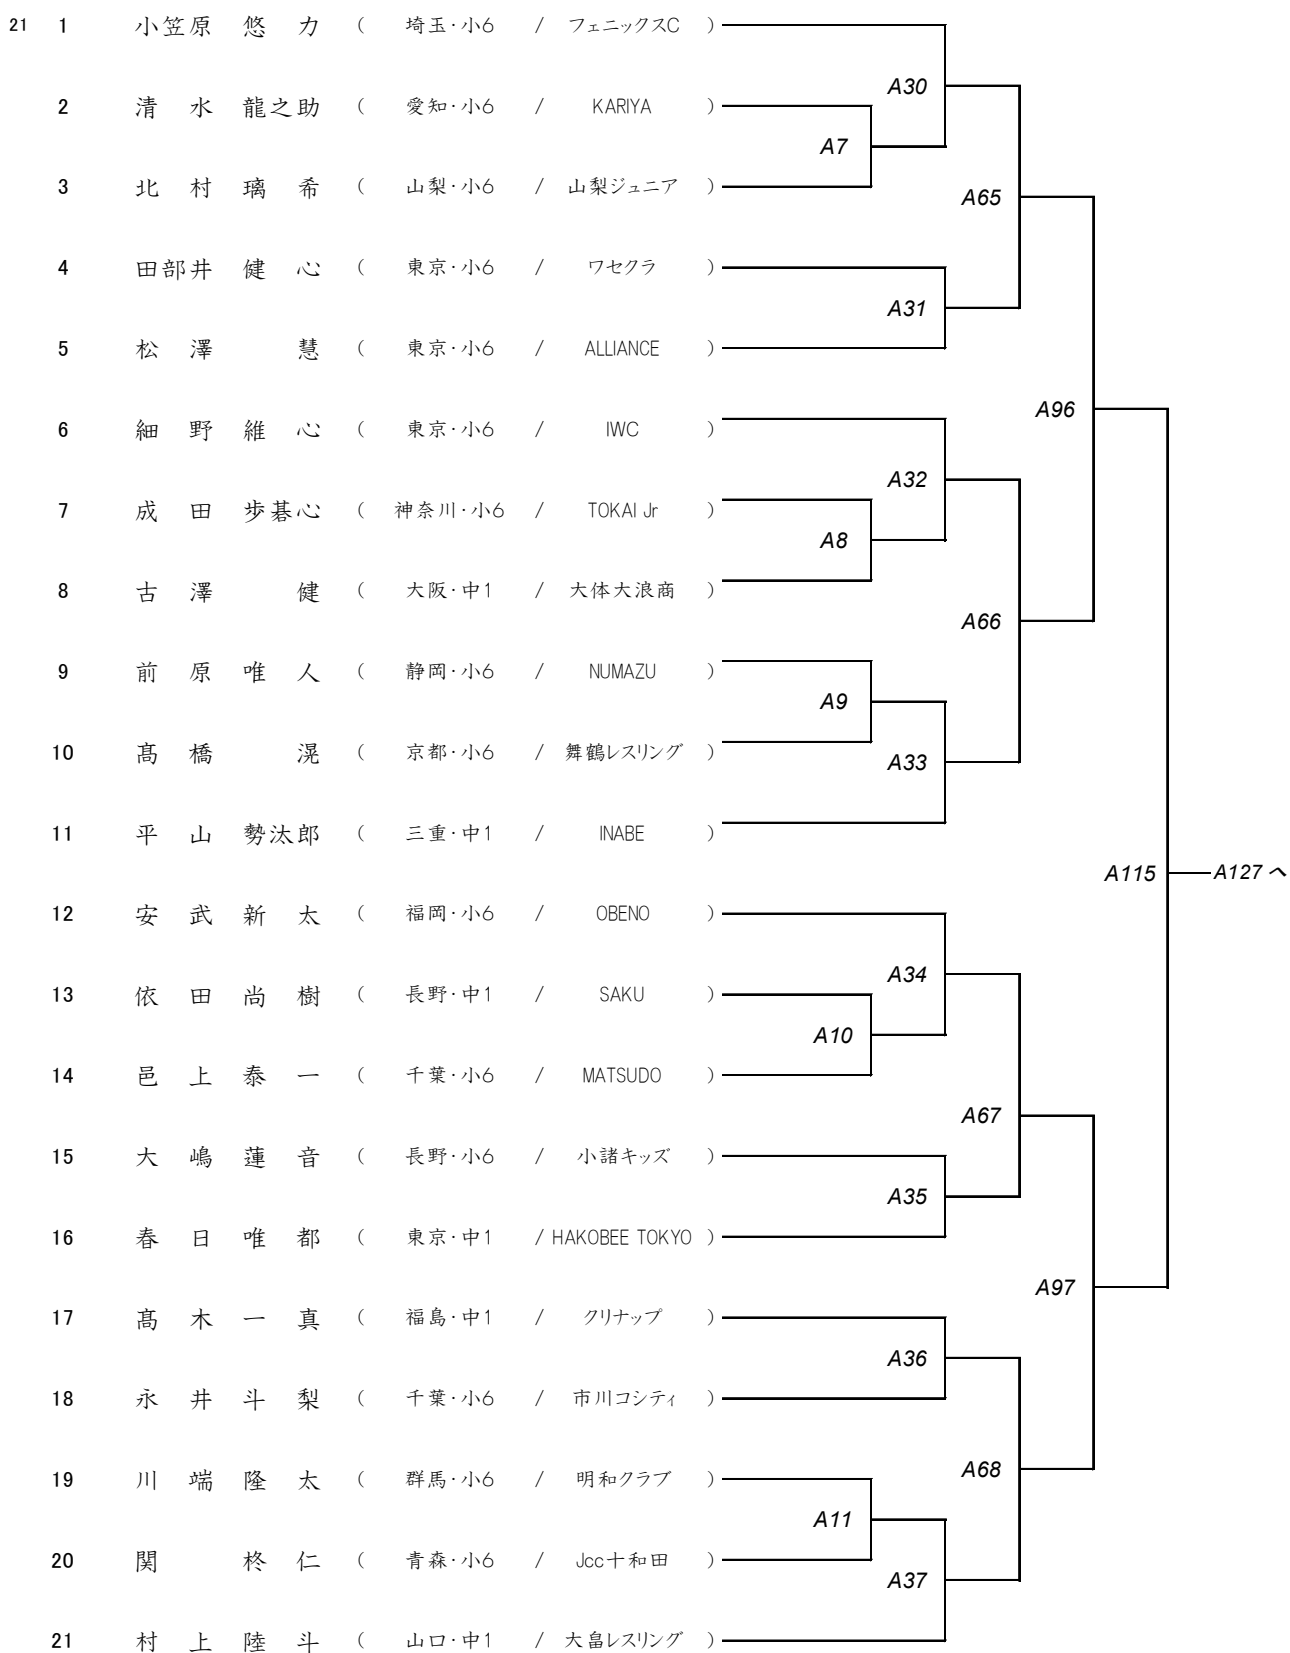 21 1 小笠原 悠 力 ( 埼玉·小6 / フェニックスC )
A30
2 清 水 龍之助 ( 愛知·小6 / KARIYA )
A7
3 北 村 璃 希 ( 山梨·小6 / 山梨ジュニア )
A65
4 田部井 健 心 ( 東京·小6 / ワセクラ )
A31
5 松 澤 慧 ( 東京·小6 / ALLIANCE )
A96
6 細 野 維 心 ( 東京·小6 / IWC )
A32
7 成 田 歩碁心 ( 神奈川·小6 / TOKAI Jr )
A8
8 古 澤 健 ( 大阪·中1 / 大体大浪商 )
A66
9 前 原 唯 人 ( 静岡·小6 / NUMAZU )
A9
10 髙 橋 滉 ( 京都·小6 / 舞鶴レスリング )
A33
11 平 山 勢汰郎 ( 三重·中1 / INABE )
A115 A127 へ
12 安 武 新 太 ( 福岡·小6 / OBENO )
A34
13 依 田 尚 樹 ( 長野·中1 / SAKU )
A10
14 邑 上 泰 一 ( 千葉·小6 / MATSUDO )
A67
15 大 嶋 蓮 音 ( 長野·小6 / 小諸キッズ )
A35
16 春 日 唯 都 ( 東京·中1 / HAKOBEE TOKYO )
A97
17 髙 木 一 真 ( 福島·中1 / クリナップ )
A36
18 永 井 斗 梨 ( 千葉·小6 / 市川コシティ )
A68
19 川 端 隆 太 ( 群馬·小6 / 明和クラブ )
A11
20 関 柊 仁 ( 青森·小6 / Jcc十和田 )
A37
21 村 上 陸 斗 ( 山口·中1 / 大畠レスリング )